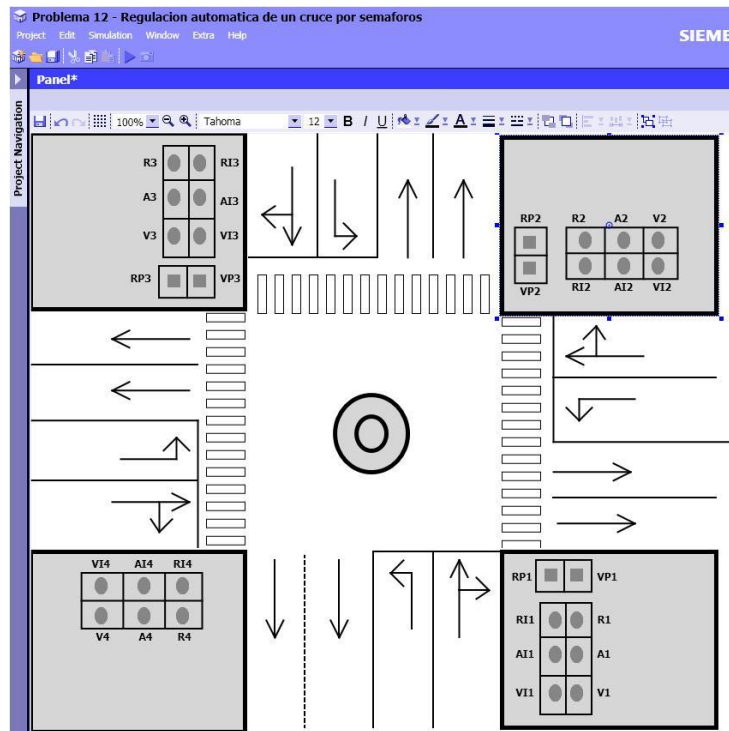 Problema 12 - Regulacion automatica de un cruce por semaforos
Project Edit Simulation Window Extra Help
SIEME
Panel*
Project Navigation
100% Tahoma 12 B I U A
R3 RI3
A3 AI3
V3 VI3
RP3 VP3
RP2 R2 A2 V2
VP2 RI2 AI2 VI2
VI4 AI4 RI4
V4 A4 R4
RP1 VP1
RI1 R1
AI1 A1
VI1 V1